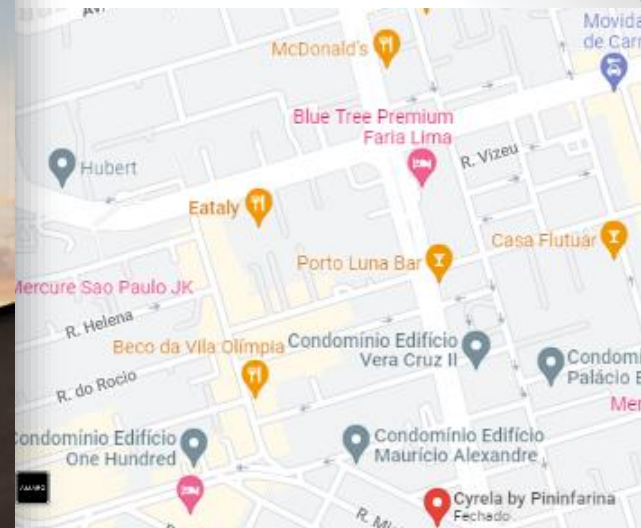 Movida
de Carr
McDonald's
Blue Tree Premium
Faria Lima
R. Vizeu
Hubert
Eataly
Casa Flutuar
Porto Luna Bar
Mercure Sao Paulo JK
R. Helena
Beco da Vila Olímpia
Condomínio Edifício
Vera Cruz II
Condomí
Palácio E
R. do Rocio
Mer
Condomínio Edifício
One Hundred
Condomínio Edifício
Maurício Alexandre
Cyrela by Pininfarina
Fechado